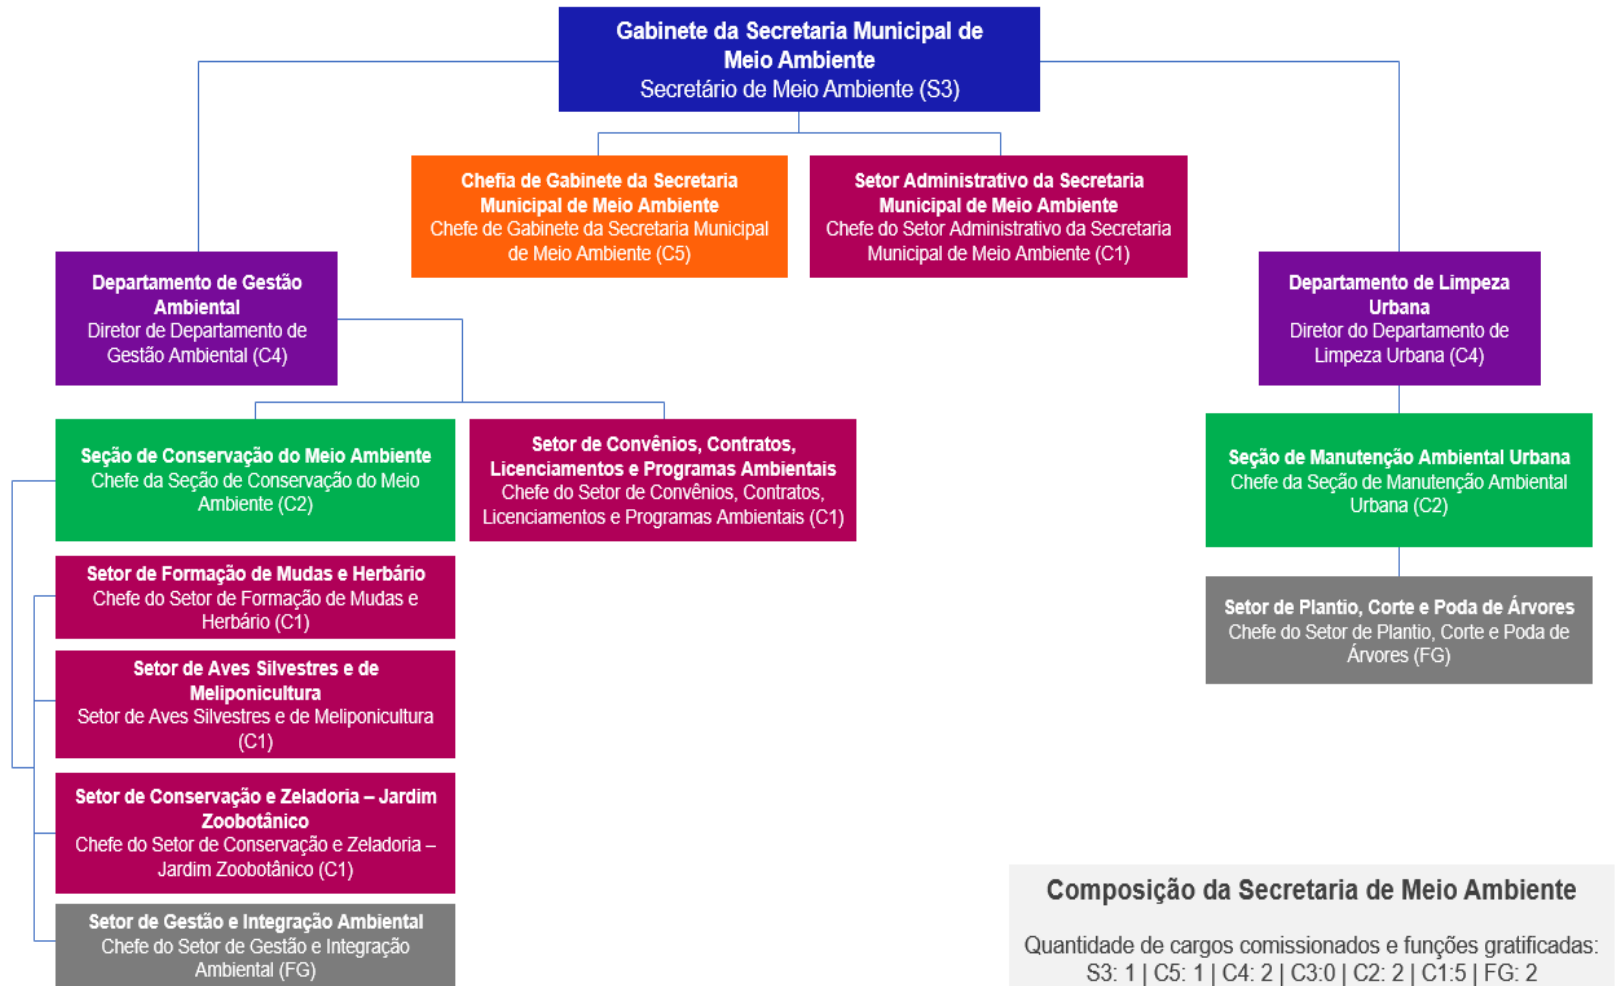 Gabinete da Secretaria Municipal de
Meio Ambiente
Secretário de Meio Ambiente (S3)
Chefia de Gabinete da Secretaria
Municipal de Meio Ambiente
Chefe de Gabinete da Secretaria Municipal
de Meio Ambiente (C5)
Setor Administrativo da Secretaria
Municipal de Meio Ambiente
Chefe do Setor Administrativo da Secretaria
Municipal de Meio Ambiente (C1)
Departamento de Gestão
Ambiental
Diretor de Departamento de
Gestão Ambiental (C4)
Departamento de Limpeza
Urbana
Diretor do Departamento de
Limpeza Urbana (C4)
Seção de Conservação do Meio Ambiente
Chefe da Seção de Conservação do Meio
Ambiente (C2)
Setor de Convênios, Contratos,
Licenciamentos e Programas Ambientais
Chefe do Setor de Convênios, Contratos,
Licenciamentos e Programas Ambientais (C1)
Seção de Manutenção Ambiental Urbana
Chefe da Seção de Manutenção Ambiental
Urbana (C2)
Setor de Formação de Mudas e Herbário
Chefe do Setor de Formação de Mudas e
Herbário (C1)
Setor de Plantio, Corte e Poda de Árvores
Chefe do Setor de Plantio, Corte e Poda de
Árvores (FG)
Setor de Aves Silvestres e de
Meliponicultura
Setor de Aves Silvestres e de Meliponicultura
(C1)
Setor de Conservação e Zeladoria – Jardim
Zoobotânico
Chefe do Setor de Conservação e Zeladoria –
Jardim Zoobotânico (C1)
Setor de Gestão e Integração Ambiental
Chefe do Setor de Gestão e Integração
Ambiental (FG)
Composição da Secretaria de Meio Ambiente
Quantidade de cargos comissionados e funções gratificadas:
S3: 1 | C5: 1 | C4: 2 | C3:0 | C2: 2 | C1:5 | FG: 2